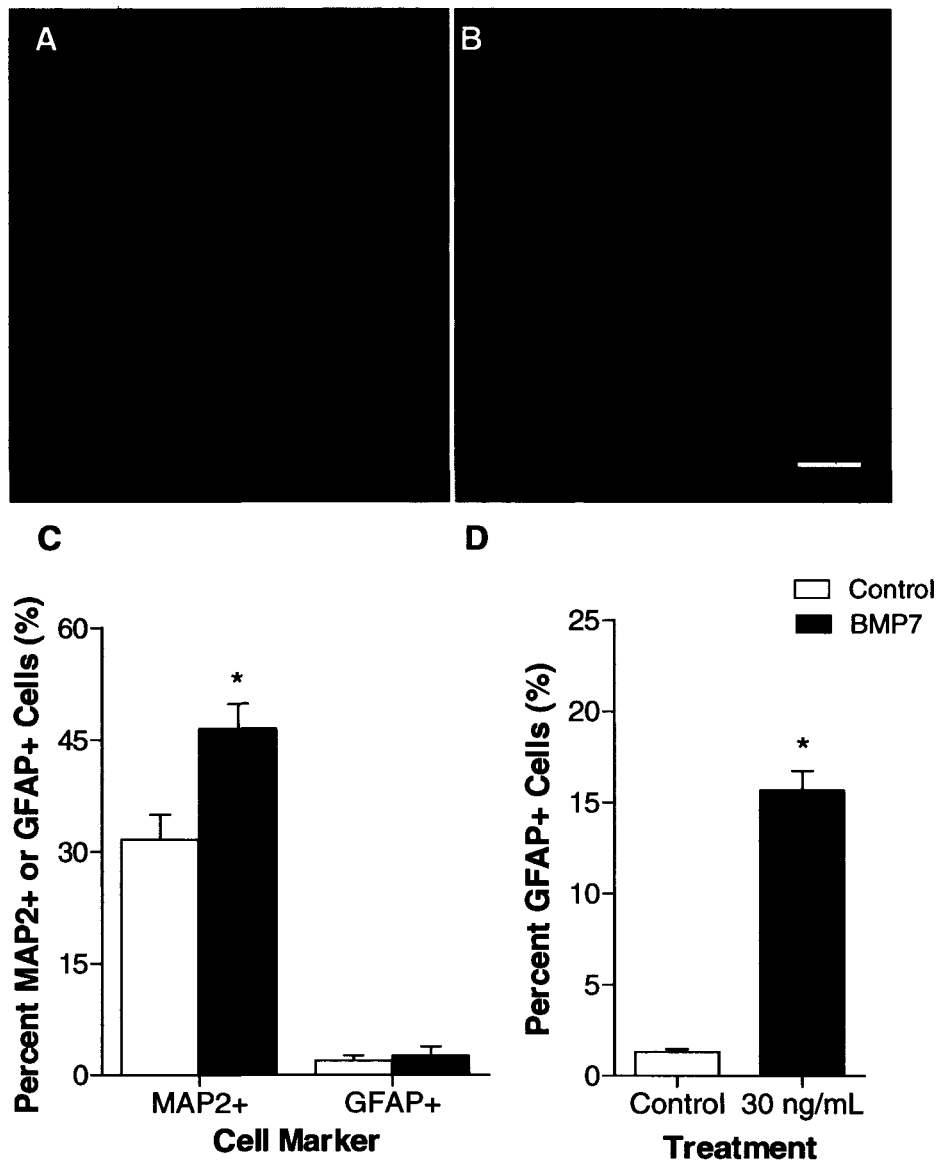 A
B
C
D
Control
BMP7
Percent MAP2+ or GFAP+ Cells (%)
60
45
30
15
0
*
MAP2+
GFAP+
Cell Marker
Percent GFAP+ Cells (%)
25
20
15
10
5
0
*
Control
30 ng/mL
Treatment